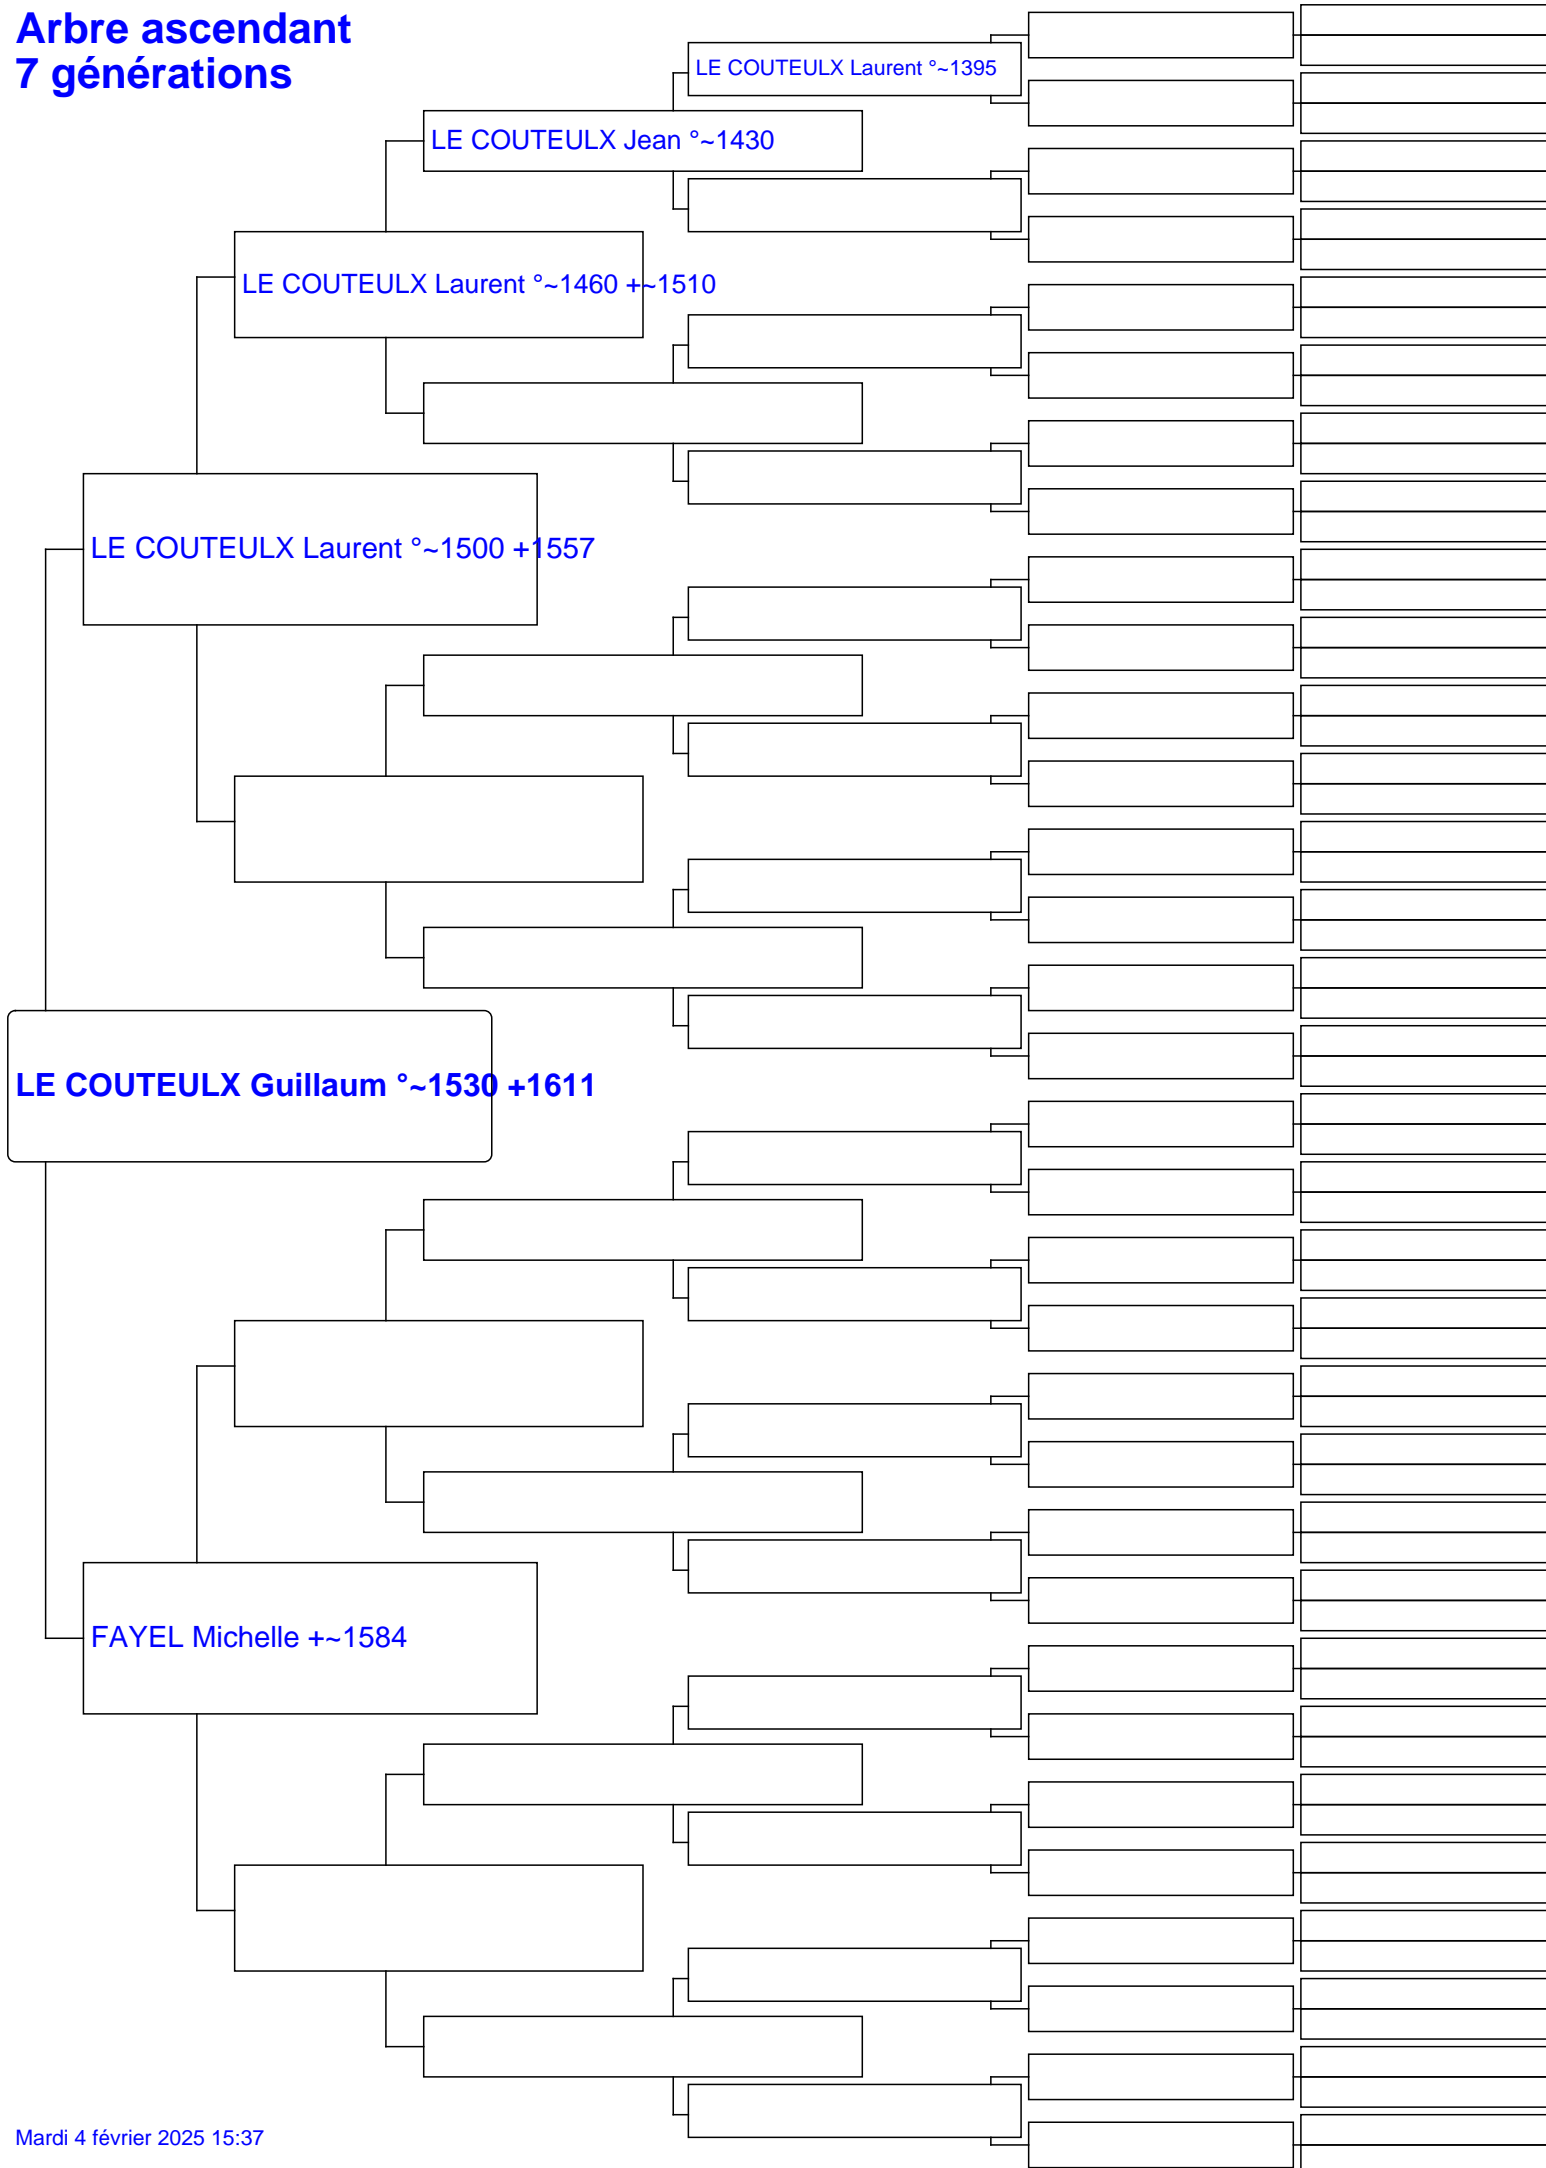 Arbre ascendant
7 générations
LE COUTEULX Laurent °~1395
LE COUTEULX Jean °~1430
LE COUTEULX Laurent °~1460 +~1510
LE COUTEULX Laurent °~1500 +1557
LE COUTEULX Guillaum °~1530 +1611
FAYEL Michelle +~1584
Mardi 4 février 2025 15:37